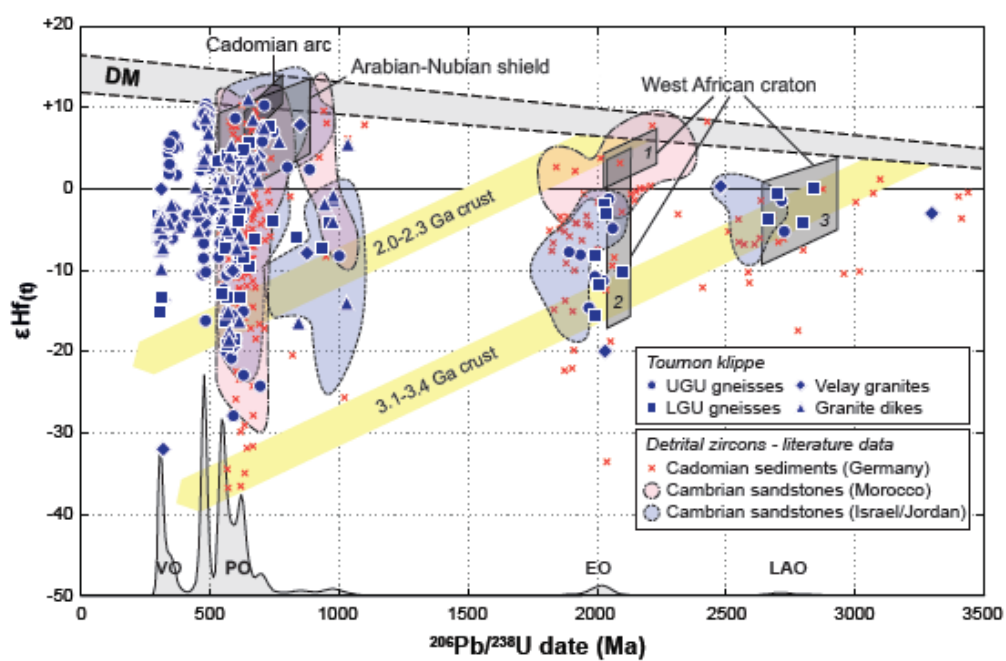 +20
+10
0
-10
-20
-30
-40
-50
εHf(t)
DM
Cadomian arc
Arabian-Nubian shield
West African craton
1
2
3
2.0-2.3 Ga crust
3.1-3.4 Ga crust
Tournon klippe
UGU gneisses
Velay granites
LGU gneisses
Granite dikes
Detrital zircons - literature data
Cadomian sediments (Germany)
Cambrian sandstones (Morocco)
Cambrian sandstones (Israel/Jordan)
VO
PO
EO
LAO
0 500 1000 1500 2000 2500 3000 3500
²⁰⁶Pb/²³⁸U date (Ma)